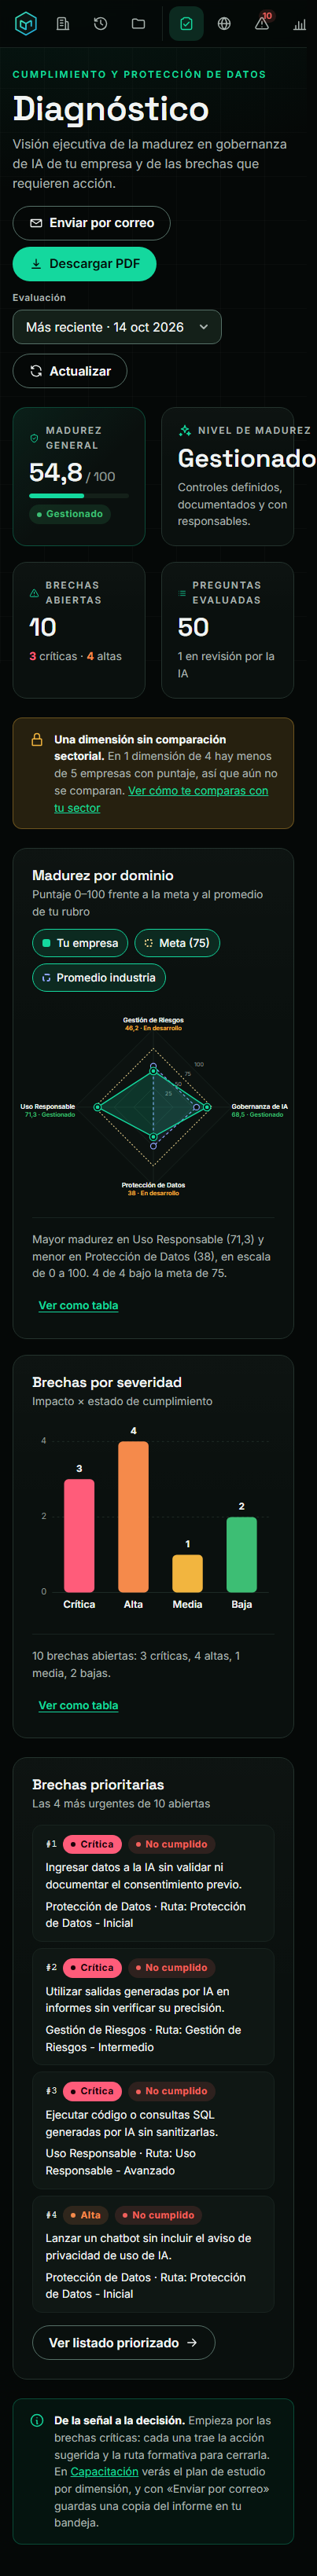 10
CUMPLIMIENTO Y PROTECCIÓN DE DATOS
Diagnóstico
Visión ejecutiva de la madurez en gobernanza
de IA de tu empresa y de las brechas que
requieren acción.
Enviar por correo
Descargar PDF
Evaluación
Más reciente · 14 oct 2026
Actualizar
MADUREZ
GENERAL
54,8 / 100
Gestionado
NIVEL DE MADUREZ
Gestionado
Controles definidos,
documentados y con
responsables.
BRECHAS
ABIERTAS
10
3 críticas · 4 altas
PREGUNTAS
EVALUADAS
50
1 en revisión por la
IA
Una dimensión sin comparación
sectorial. En 1 dimensión de 4 hay menos
de 5 empresas con puntaje, así que aún no
se comparan. Ver cómo te comparas con
tu sector
Madurez por dominio
Puntaje 0–100 frente a la meta y al promedio
de tu rubro
Tu empresa
Meta (75)
Promedio industria
Gestión de Riesgos
46,2 · En desarrollo
100
75
50
25
Uso Responsable
71,3 · Gestionado
Gobernanza de IA
68,5 · Gestionado
Protección de Datos
38 · En desarrollo
Mayor madurez en Uso Responsable (71,3) y
menor en Protección de Datos (38), en escala
de 0 a 100. 4 de 4 bajo la meta de 75.
Ver como tabla
Brechas por severidad
Impacto × estado de cumplimiento
4
2
0
3
4
1
2
Crítica
Alta
Media
Baja
10 brechas abiertas: 3 críticas, 4 altas, 1
media, 2 bajas.
Ver como tabla
Brechas prioritarias
Las 4 más urgentes de 10 abiertas
#1 Crítica No cumplido
Ingresar datos a la IA sin validar ni
documentar el consentimiento previo.
Protección de Datos · Ruta: Protección
de Datos - Inicial
#2 Crítica No cumplido
Utilizar salidas generadas por IA en
informes sin verificar su precisión.
Gestión de Riesgos · Ruta: Gestión de
Riesgos - Intermedio
#3 Crítica No cumplido
Ejecutar código o consultas SQL
generadas por IA sin sanitizarlas.
Uso Responsable · Ruta: Uso
Responsable - Avanzado
#4 Alta No cumplido
Lanzar un chatbot sin incluir el aviso de
privacidad de uso de IA.
Protección de Datos · Ruta: Protección
de Datos - Inicial
Ver listado priorizado →
De la señal a la decisión. Empieza por las
brechas críticas: cada una trae la acción
sugerida y la ruta formativa para cerrarla.
En Capacitación verás el plan de estudio
por dimensión, y con «Enviar por correo»
guardas una copia del informe en tu
bandeja.